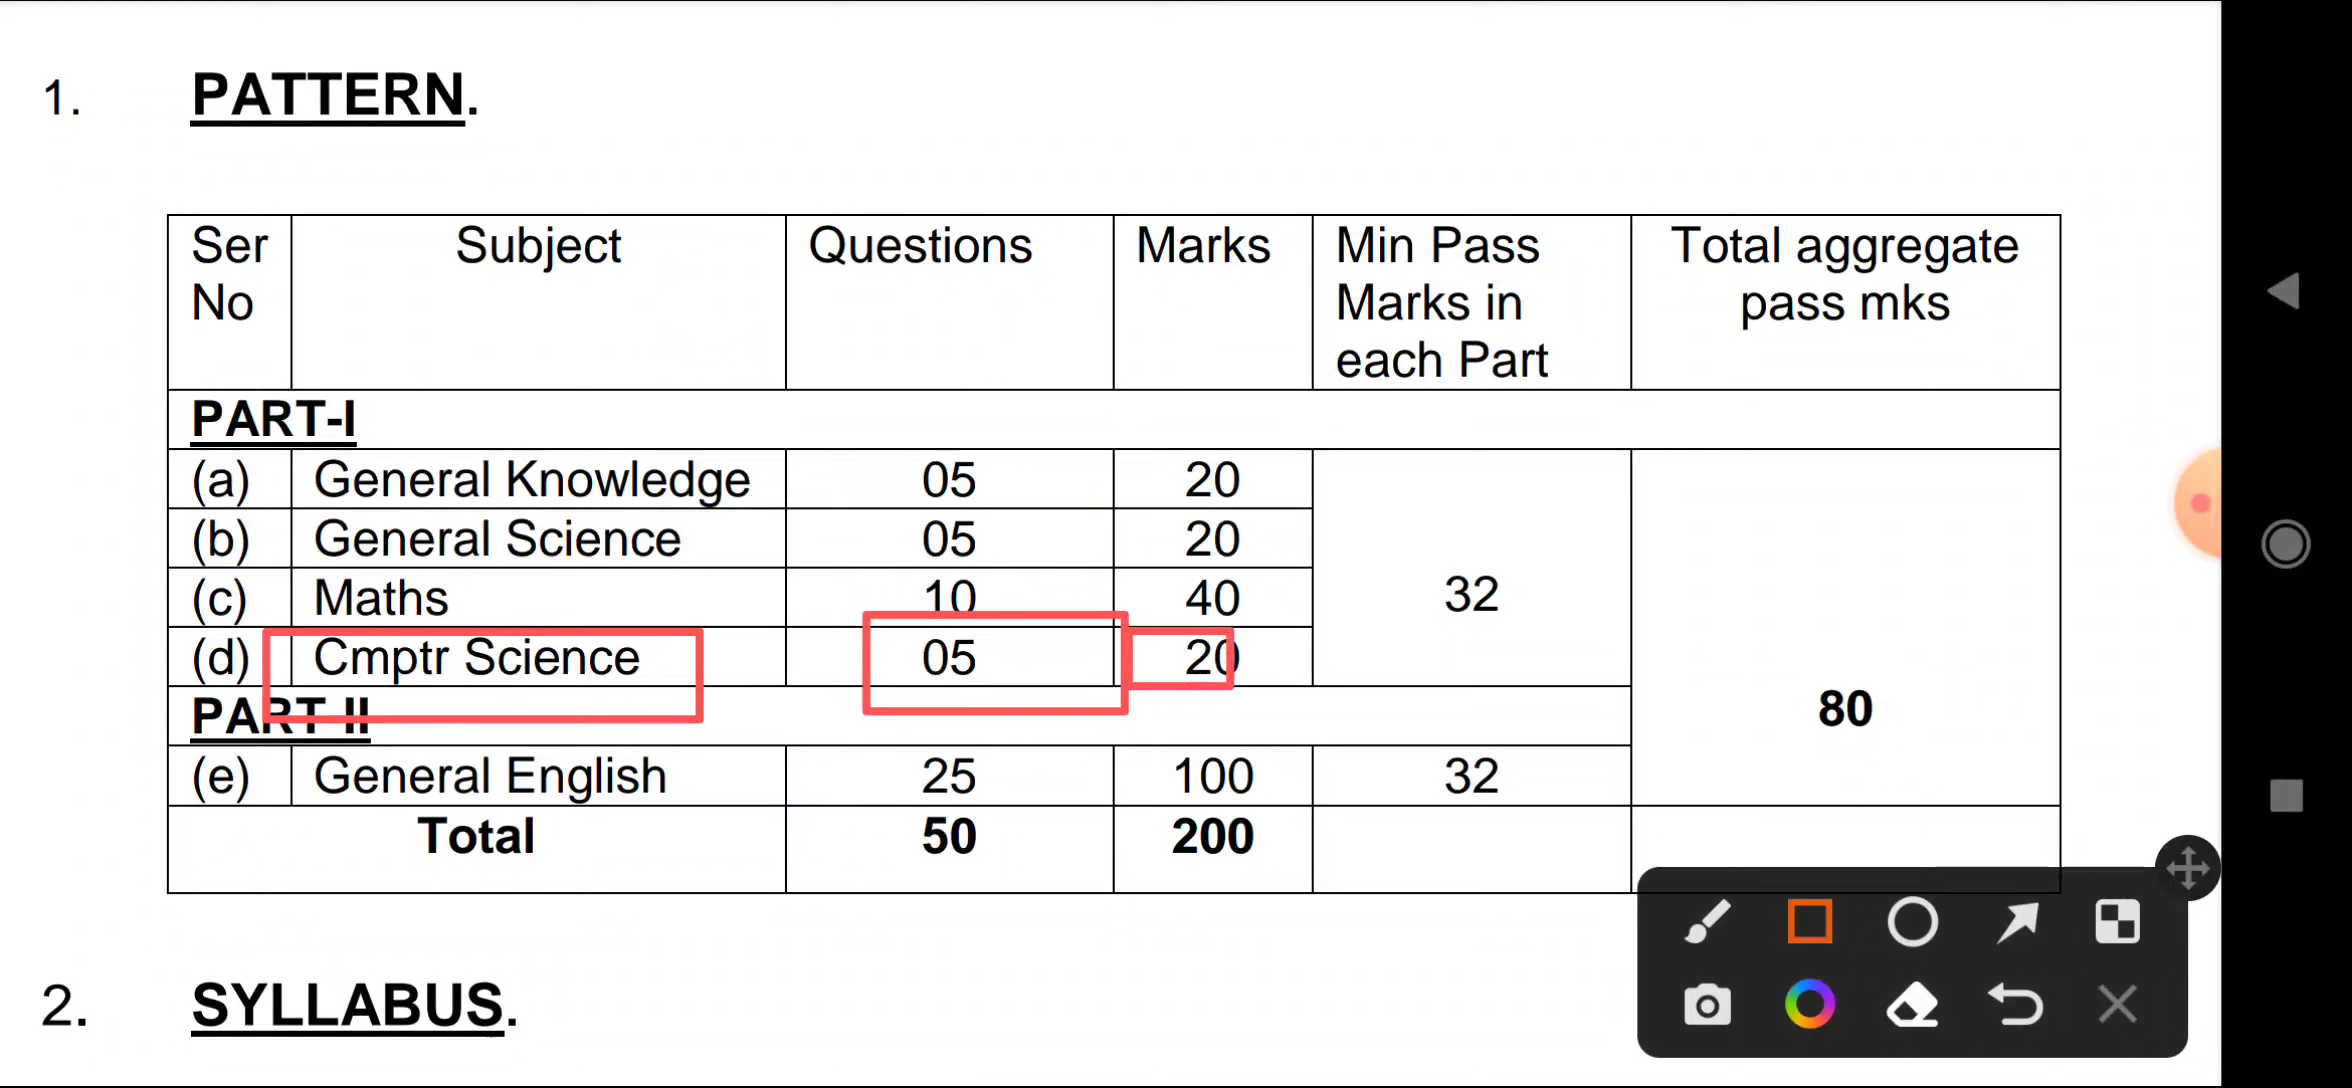 1. PATTERN.
Ser No Subject Questions Marks Min Pass Marks in each Part Total aggregate pass mks
PART-I
(a) General Knowledge 05 20
(b) General Science 05 20
(c) Maths 10 40 32
(d) Cmptr Science 05 20
PART-II 80
(e) General English 25 100 32
Total 50 200
2. SYLLABUS.